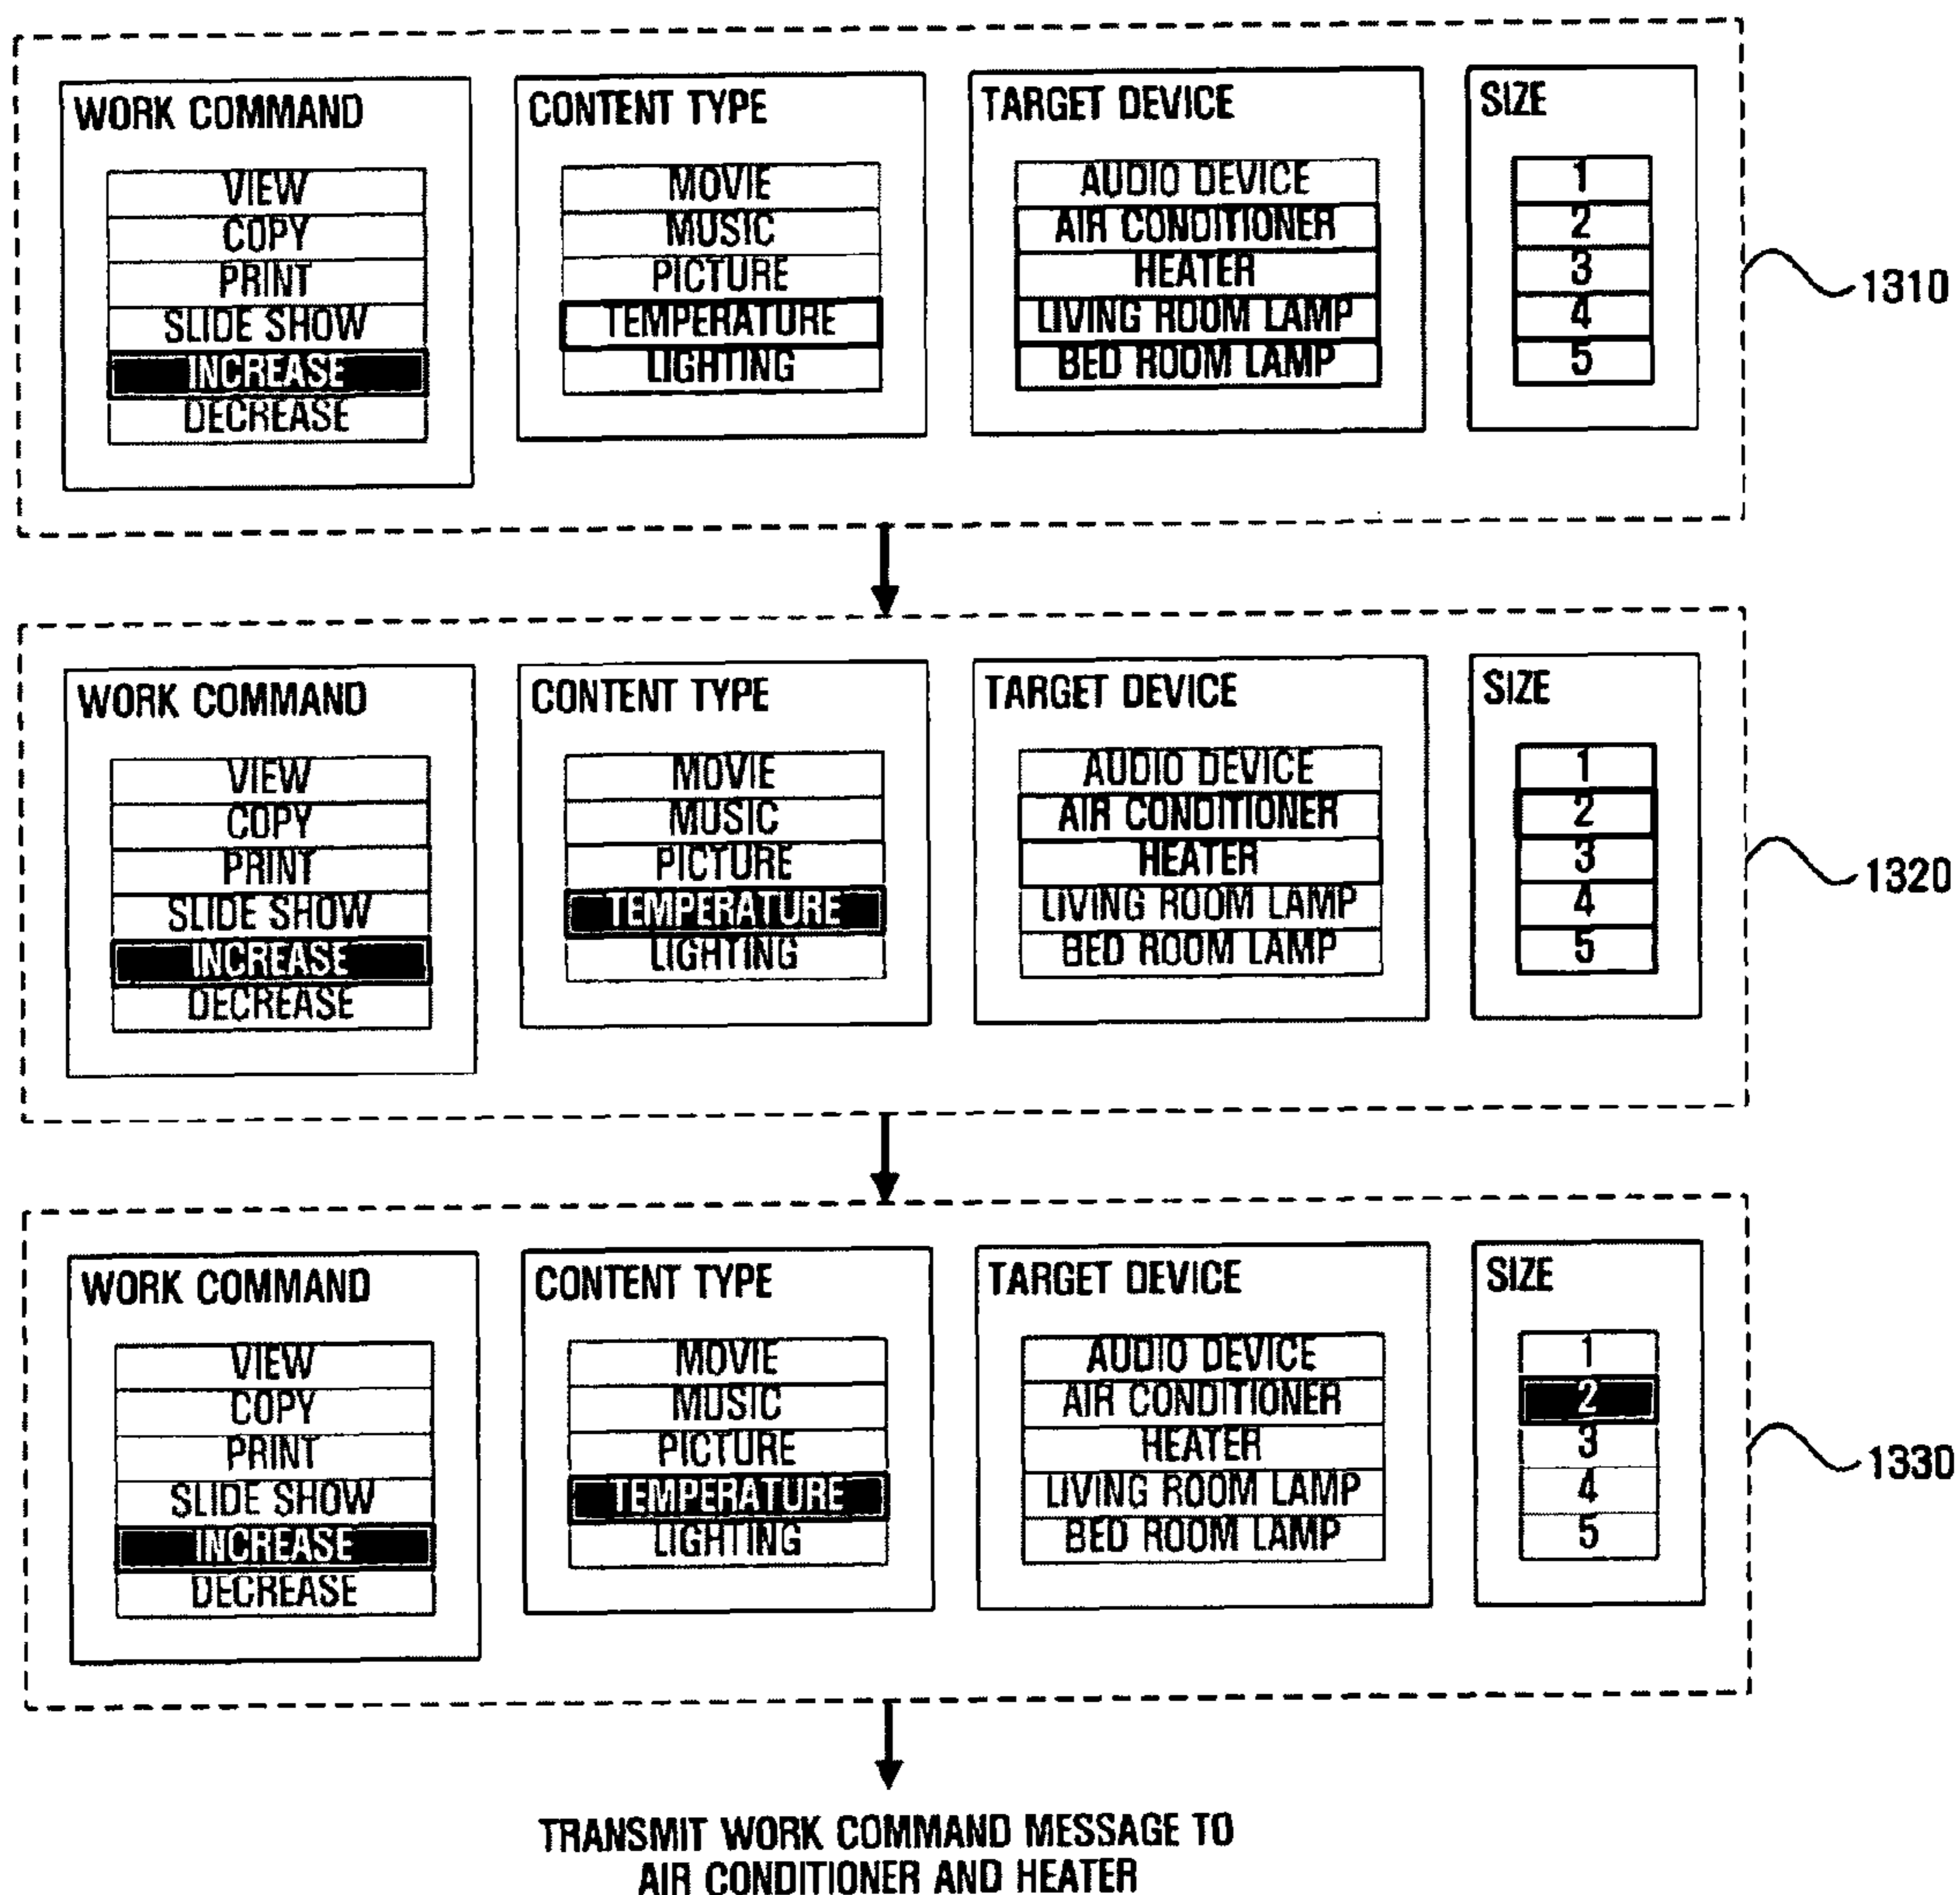 WORK COMMAND
VIEW
COPY
PRINT
SLIDE SHOW
INCREASE
DECREASE
CONTENT TYPE
MOVIE
MUSIC
PICTURE
TEMPERATURE
LIGHTING
TARGET DEVICE
AUDIO DEVICE
AIR CONDITIONER
HEATER
LIVING ROOM LAMP
BED ROOM LAMP
SIZE
1
2
3
4
5
1310
WORK COMMAND
VIEW
COPY
PRINT
SLIDE SHOW
INCREASE
DECREASE
CONTENT TYPE
MOVIE
MUSIC
PICTURE
TEMPERATURE
LIGHTING
TARGET DEVICE
AUDIO DEVICE
AIR CONDITIONER
HEATER
LIVING ROOM LAMP
BED ROOM LAMP
SIZE
1
2
3
4
5
1320
WORK COMMAND
VIEW
COPY
PRINT
SLIDE SHOW
INCREASE
DECREASE
CONTENT TYPE
MOVIE
MUSIC
PICTURE
TEMPERATURE
LIGHTING
TARGET DEVICE
AUDIO DEVICE
AIR CONDITIONER
HEATER
LIVING ROOM LAMP
BED ROOM LAMP
SIZE
1
2
3
4
5
1330
TRANSMIT WORK COMMAND MESSAGE TO
AIR CONDITIONER AND HEATER